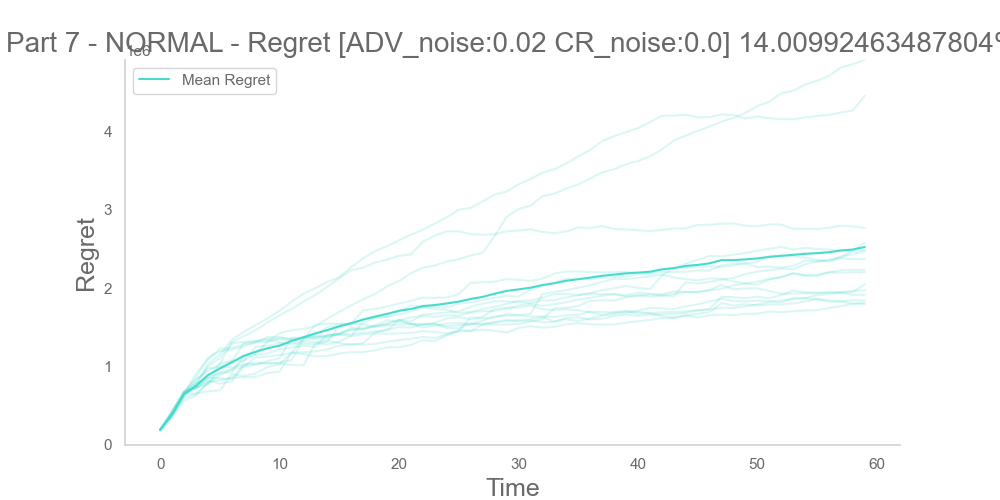 Part 7 - NORMAL - Regret [ADV_noise:0.02 CR_noise:0.0] 14.00992463487804%
1e6
Mean Regret
4
3
2
1
0
Regret
0 10 20 30 40 50 60
Time